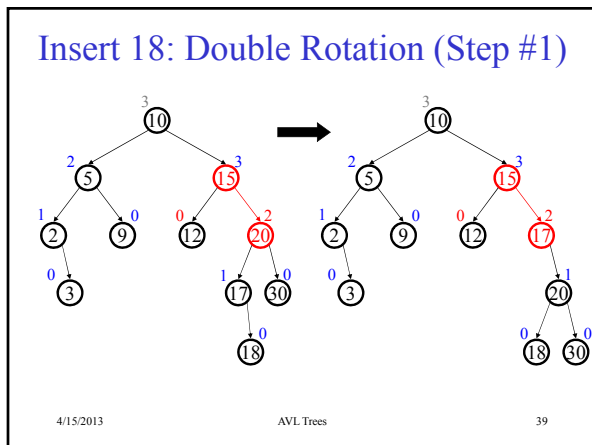 Insert 18: Double Rotation (Step #1)
3 3
10 10
2 3 2 3
5 15 5 15
1 0 0 2 1 0 0 2
2 9 12 20 2 9 12 17
0 1 0 0 1
3 17 30 3 20
0 0 0
18 18 30
4/15/2013 AVL Trees 39